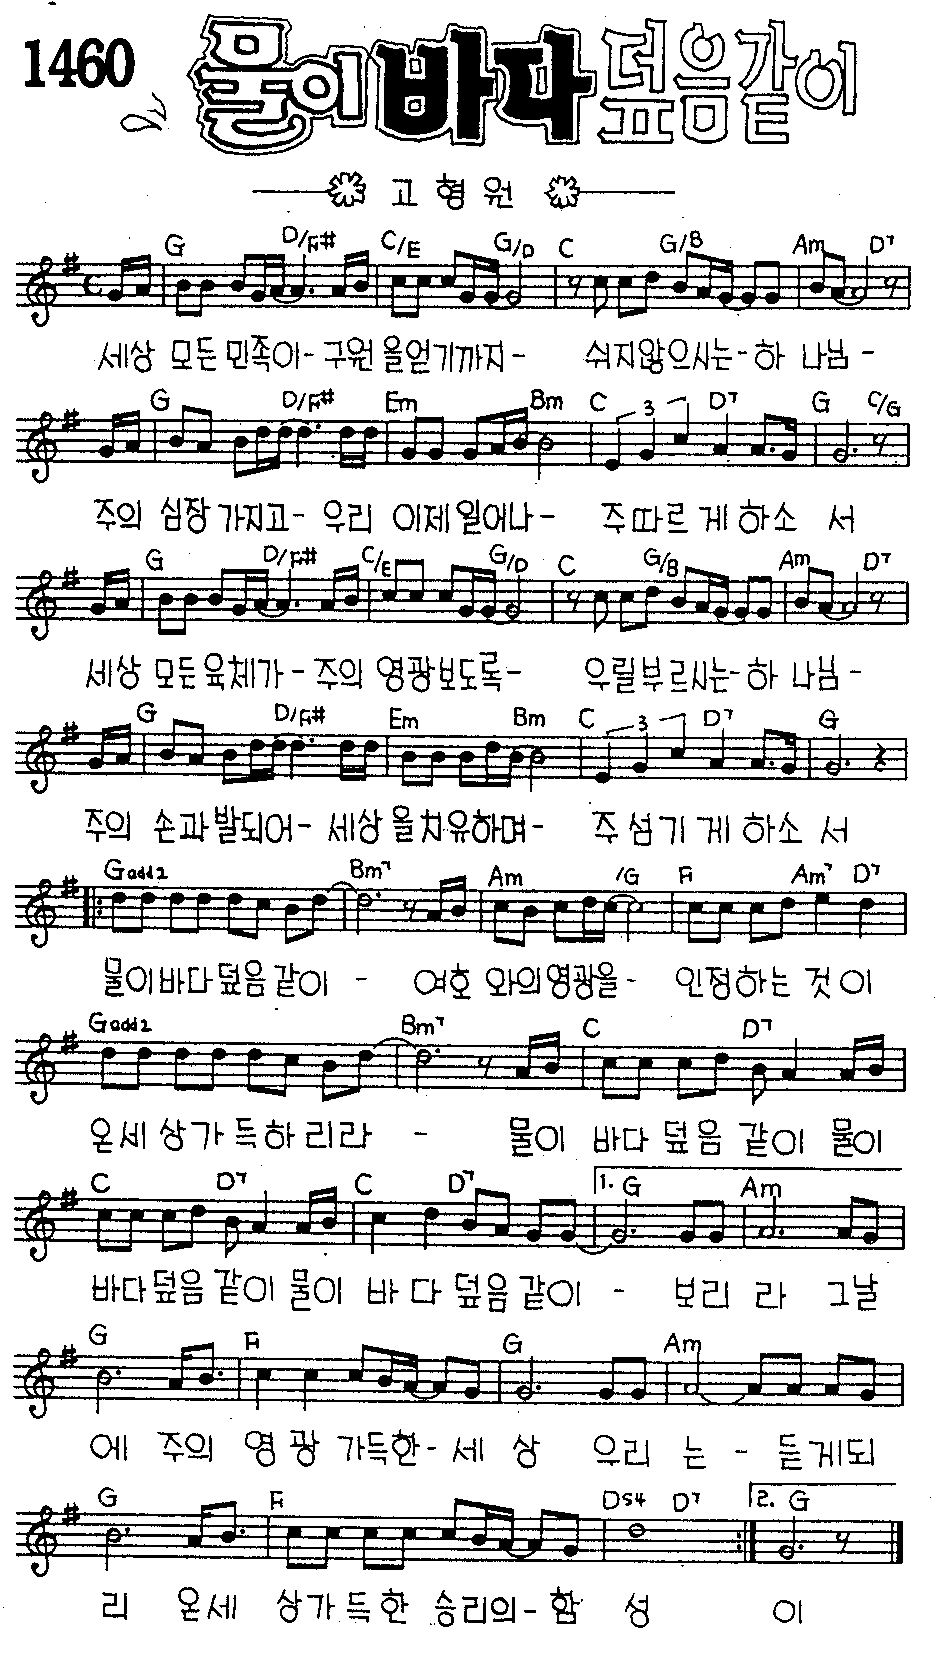 1460 물이 바다 덮음같이
고형원
G D/F# C/E G/D C G/B Am D7
세상 모든 민족이- 구원을얻기까지- 쉬지않으시는-하 나님-
G D/F# Em Bm C 3 D7 G C/G
주의 심장 가지고- 우리 이제일어나- 주따르게하소 서
G D/F# C/E G/D C G/B Am D7
세상 모든육체가-주의 영광보도록- 우릴부르시는-하 나님-
G D/F# Em Bm C 3 D7 G
주의 손과발되어-세상을치유하며- 주섬기게하소서
Gadd2 Bm7 Am /G F Am7 D7
물이바다덮음같이 - 여호 와의영광을- 인정하는 것이
Gadd2 Bm7 C D7
온세상가득하리라 - 물이 바다덮음 같이 물이
C D7 C D7 1. G Am
바다덮음 같이 물이 바다덮음같이 - 보리라 그날
G F G Am
에 주의 영광 가득한-세 상 우리 는 - 듣게되
G F Ds4 D7 2. G
리 온세 상가득한 승리의-함 성 이